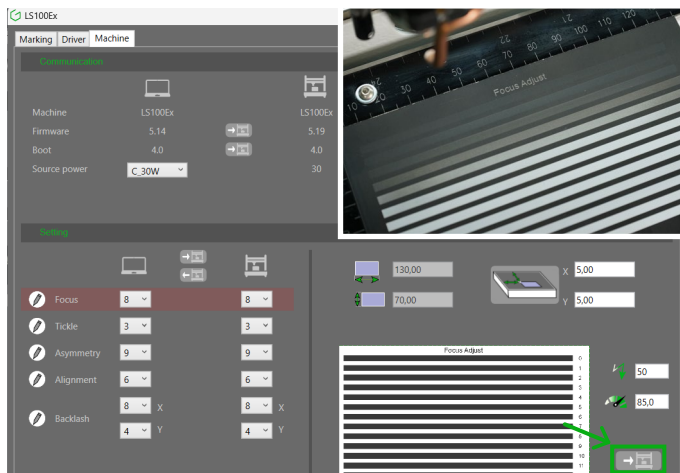 LS100Ex
Marking Driver Machine
Communication
Machine LS100Ex LS100Ex
Firmware 5.14 5.19
Boot 4.0 4.0
Source power C_30W 30
10 20 30 40 50 60 70 80 90 100 110 120
22 21
Focus Adjust
Setting
130,00 X 5,00
70,00 Y 5,00
Focus 8 8
Tickle 3 3
Asymmetry 9 9
Alignment 6 6
Backlash 8 X 8 X
4 Y 4 Y
Focus Adjust
0
1
2
3
4
5
6
7
8
9
10
11
50
85,0